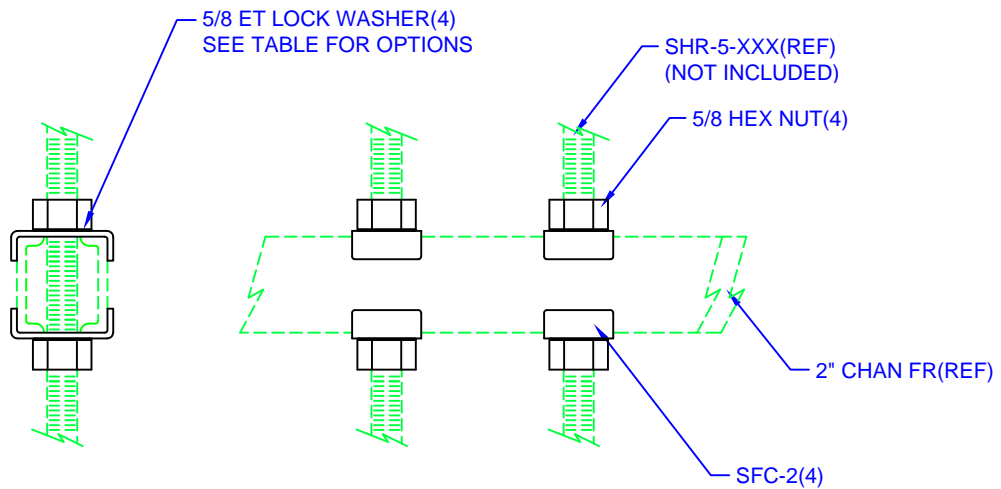 5/8 ET LOCK WASHER(4)
SEE TABLE FOR OPTIONS
SHR-5-XXX(REF)
(NOT INCLUDED)
5/8 HEX NUT(4)
2" CHAN FR(REF)
SFC-2(4)